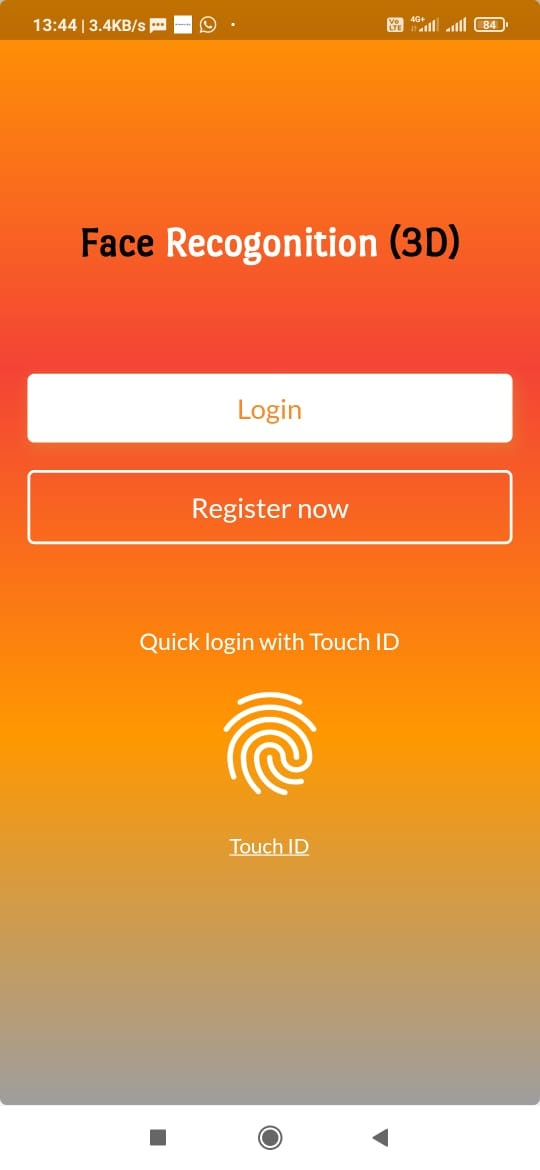 13:44 | 3.4KB/s
Vo LTE 4G+ 84
Face Recogonition (3D)
Login
Register now
Quick login with Touch ID
Touch ID